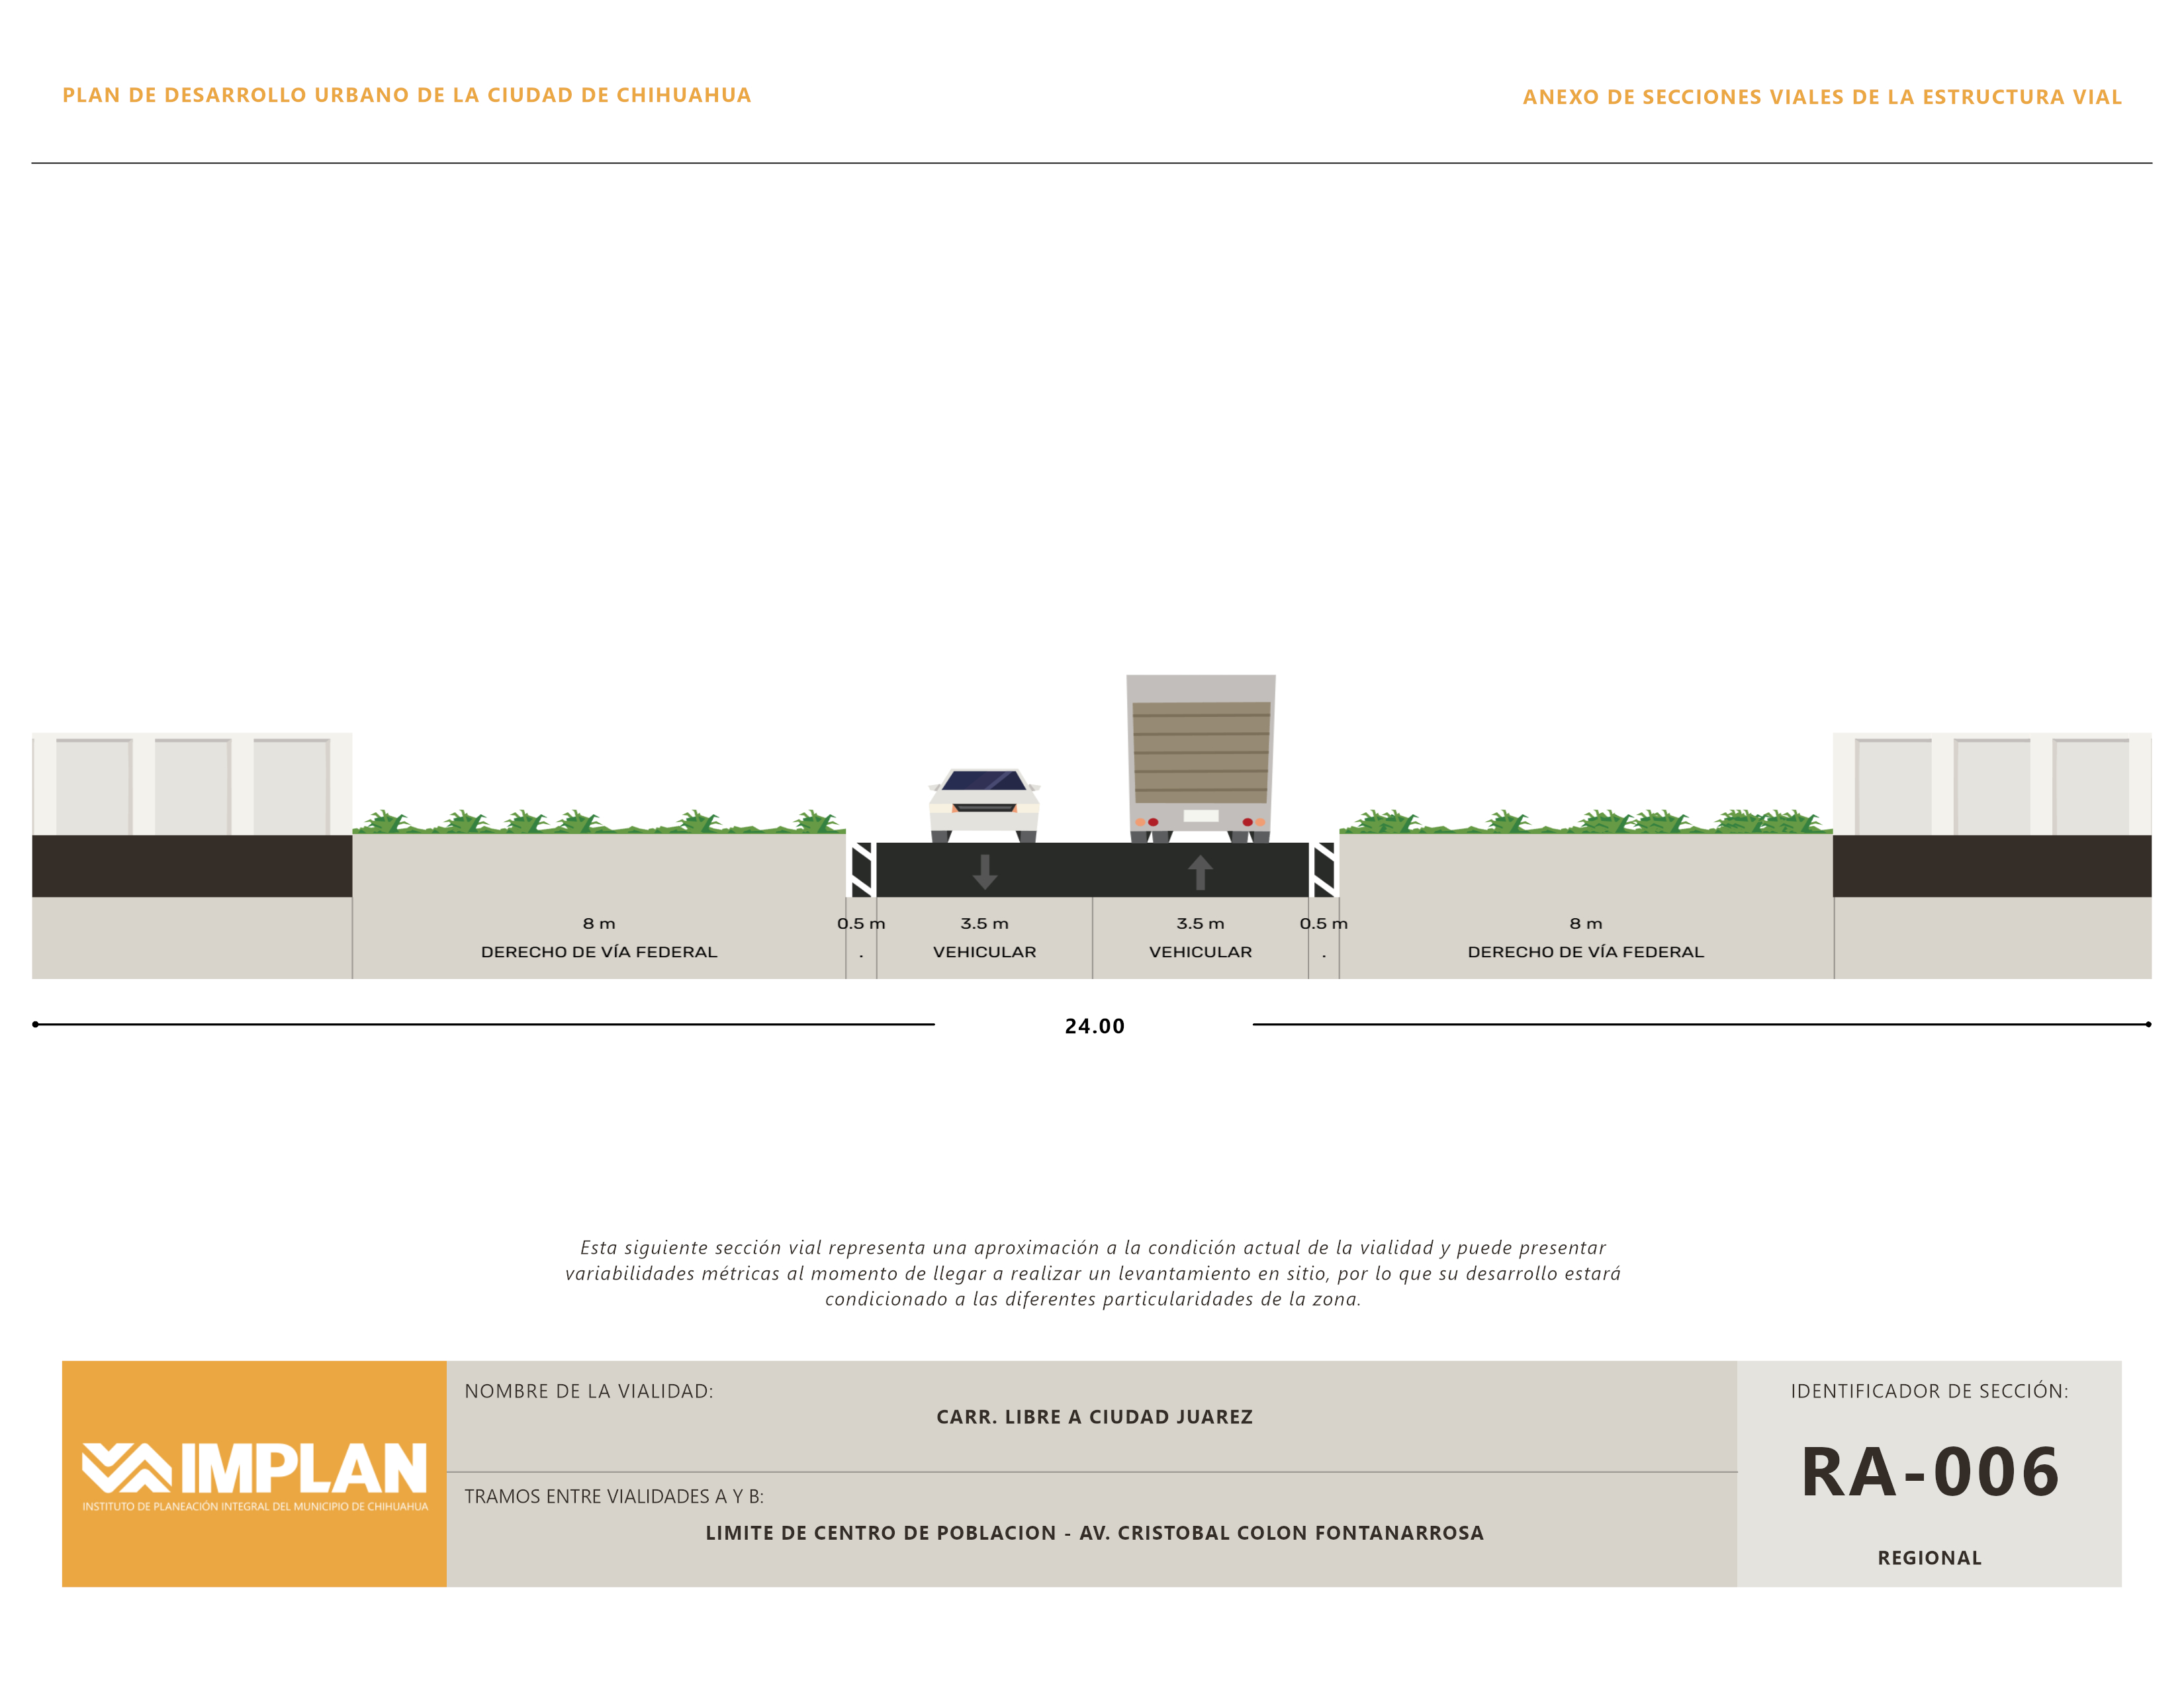 PLAN DE DESARROLLO URBANO DE LA CIUDAD DE CHIHUAHUA
ANEXO DE SECCIONES VIALES DE LA ESTRUCTURA VIAL
8 m
0.5 m
3.5 m
3.5 m
0.5 m
8 m
DERECHO DE VÍA FEDERAL
.
VEHICULAR
VEHICULAR
.
DERECHO DE VÍA FEDERAL
24.00
Esta siguiente sección vial representa una aproximación a la condición actual de la vialidad y puede presentar
variabilidades métricas al momento de llegar a realizar un levantamiento en sitio, por lo que su desarrollo estará
condicionado a las diferentes particularidades de la zona.
IMPLAN
INSTITUTO DE PLANEACIÓN INTEGRAL DEL MUNICIPIO DE CHIHUAHUA
NOMBRE DE LA VIALIDAD:
CARR. LIBRE A CIUDAD JUAREZ
TRAMOS ENTRE VIALIDADES A Y B:
LIMITE DE CENTRO DE POBLACION - AV. CRISTOBAL COLON FONTANARROSA
IDENTIFICADOR DE SECCIÓN:
RA-006
REGIONAL